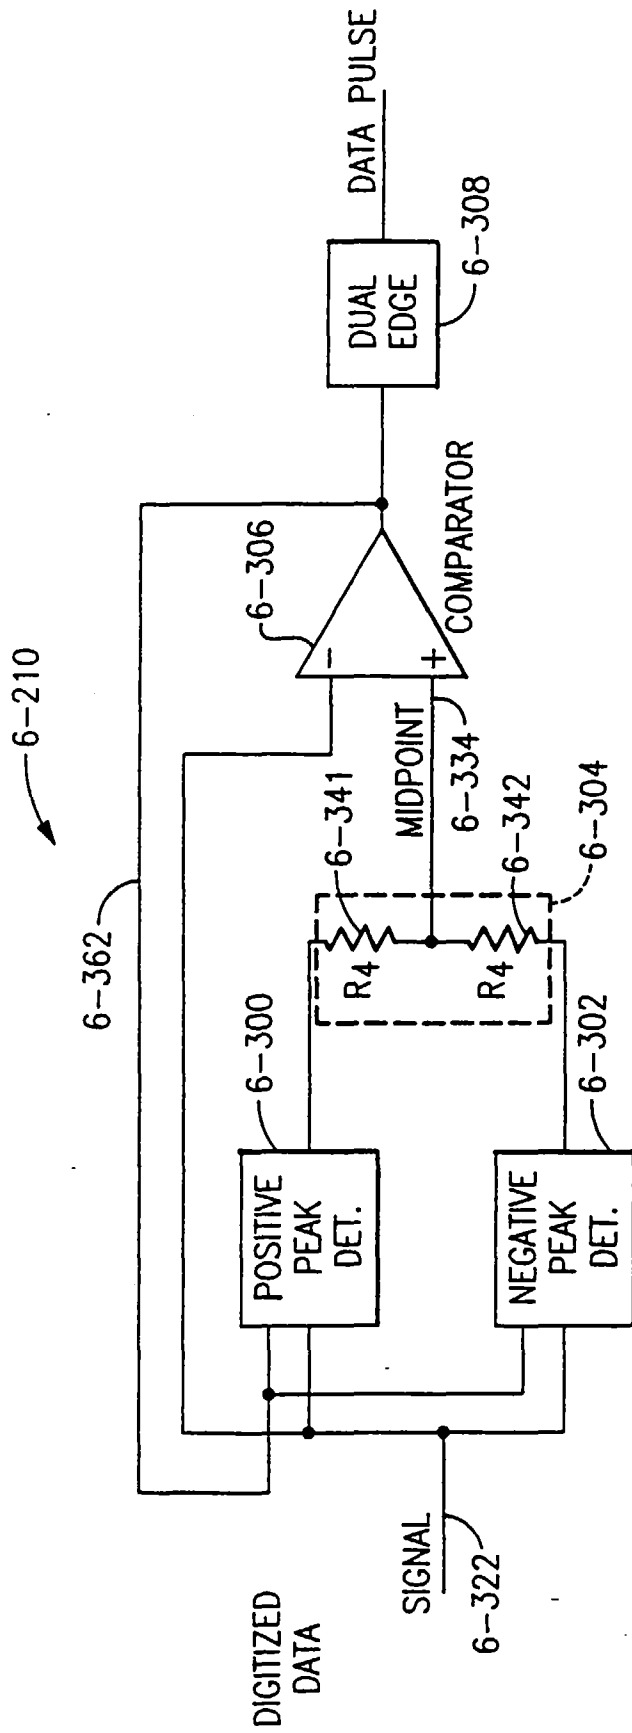 6-210
6-362
6-300
POSITIVE
PEAK
DET.
6-306
-
+
COMPARATOR
DUAL
EDGE
6-308
DATA PULSE
6-341
R4
MIDPOINT
6-334
R4
6-342
6-304
6-302
NEGATIVE
PEAK
DET.
DIGITIZED
DATA
SIGNAL
6-322